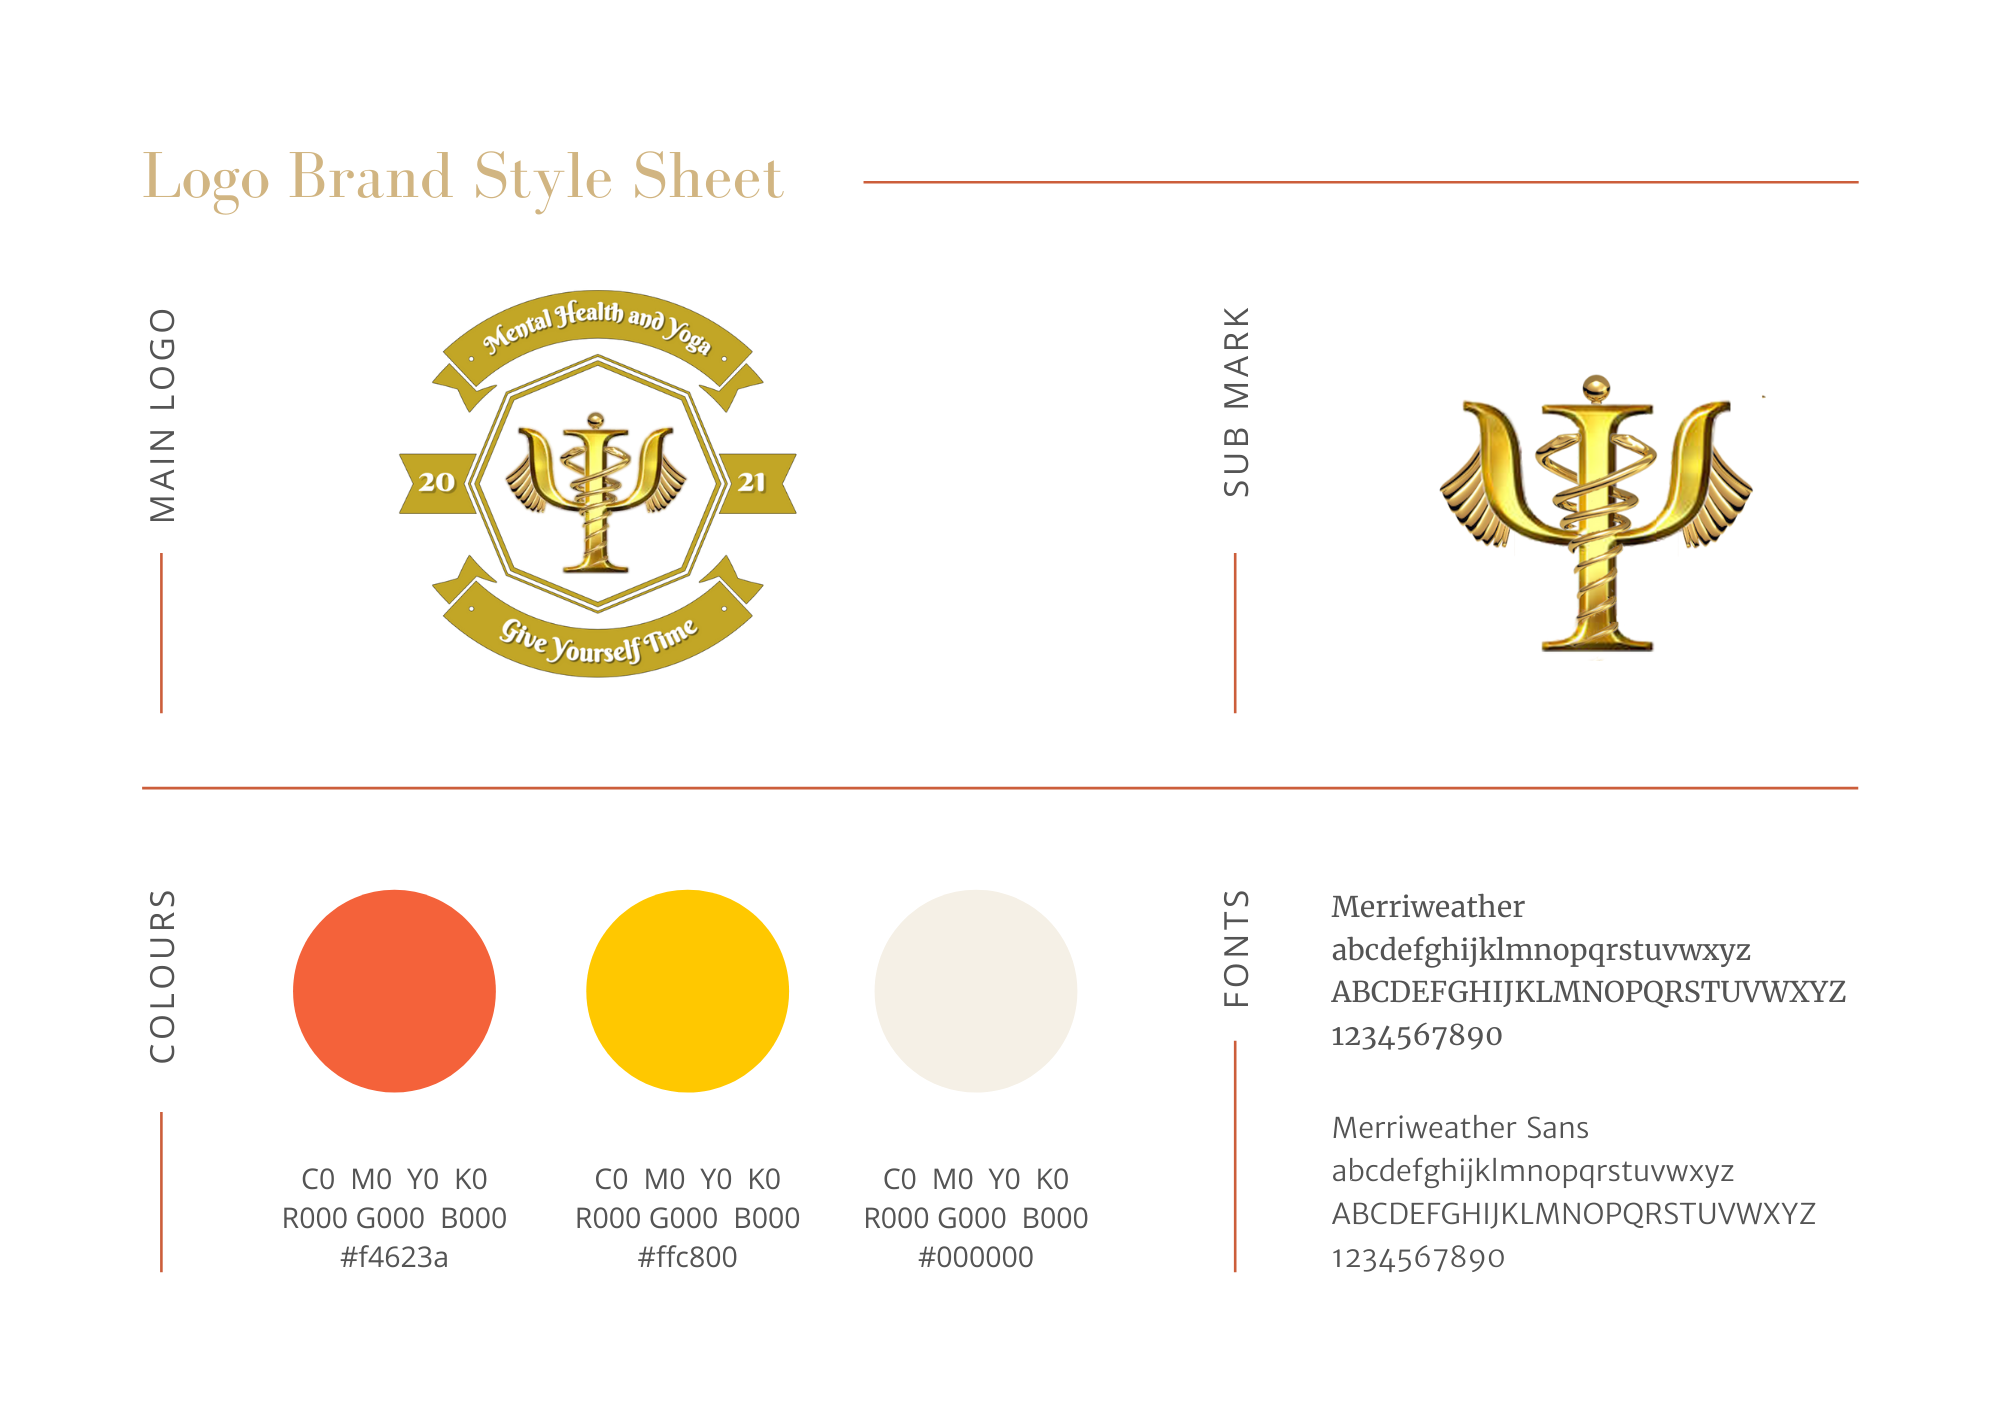 Logo Brand Style Sheet
MAIN LOGO
Mental Health and Yoga
20 21
Give Yourself Time
SUB MARK
COLOURS
C0 M0 Y0 K0
R000 G000 B000
#f4623a
C0 M0 Y0 K0
R000 G000 B000
#ffc800
C0 M0 Y0 K0
R000 G000 B000
#000000
FONTS
Merriweather
abcdefghijklmnopqrstuvwxyz
ABCDEFGHIJKLMNOPQRSTUVWXYZ
1234567890
Merriweather Sans
abcdefghijklmnopqrstuvwxyz
ABCDEFGHIJKLMNOPQRSTUVWXYZ
1234567890